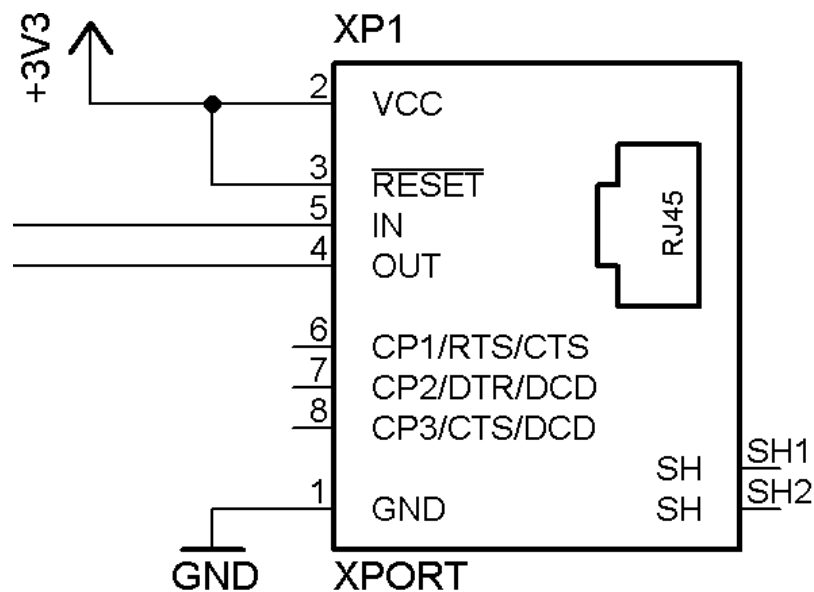 +3V3
XP1
2 VCC
3 RESET
5 IN
4 OUT
RJ45
6 CP1/RTS/CTS
7 CP2/DTR/DCD
8 CP3/CTS/DCD
SH SH1
1 GND SH SH2
GND XPORT